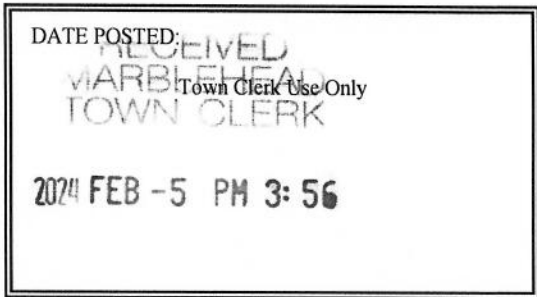 DATE POSTED:
RECEIVED
MARBLEHEAD
Town Clerk Use Only
TOWN CLERK
2024 FEB -5 PM 3:56